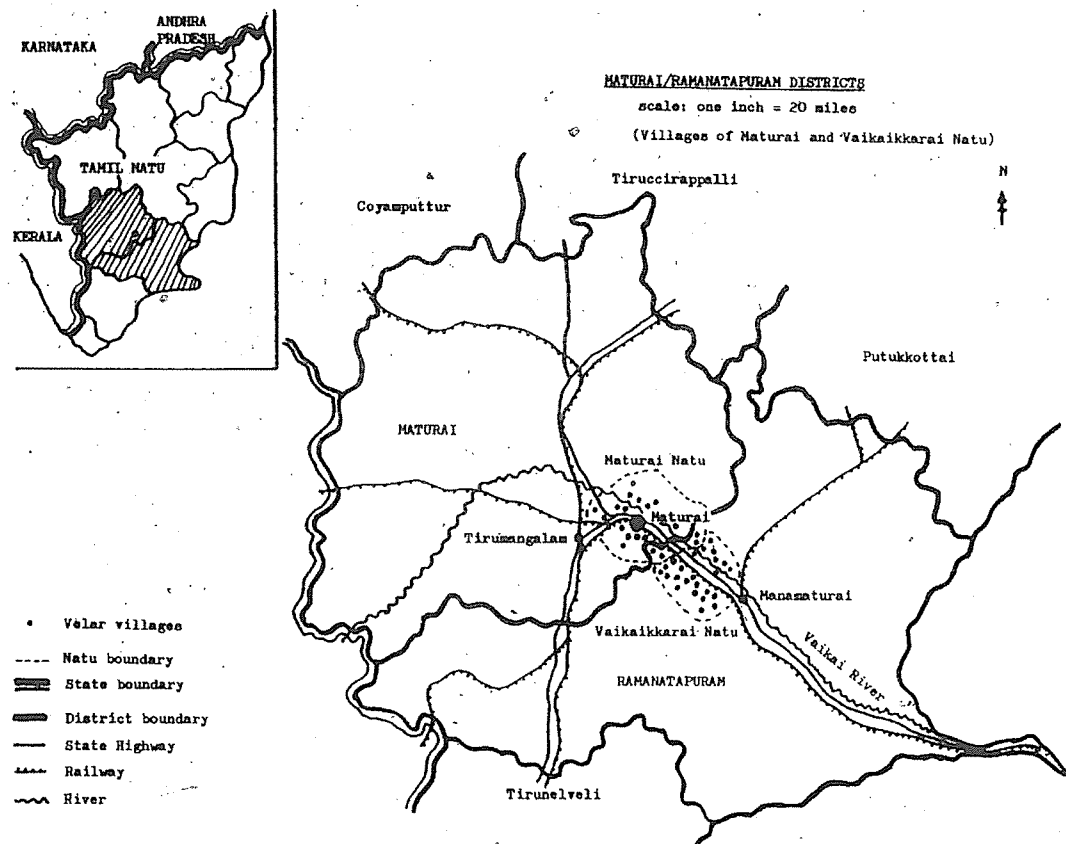 KARNATAKA
ANDHRA
PRADESH
TAMIL NATU
KERALA
MATURAI/RAMANATAPURAM DISTRICTS
scale: one inch = 20 miles
(Villages of Maturai and Vaikaikkarai Natu)
N
Tiruccirappalli
Coyamputtur
Putukkottai
MATURAI
Maturai Natu
Maturai
Tirumangalam
Manamaturai
Vaikaikkarai Natu
Vaikai River
RAMANATAPURAM
Tirunelveli
Velar villages
Natu boundary
State boundary
District boundary
State Highway
Railway
River